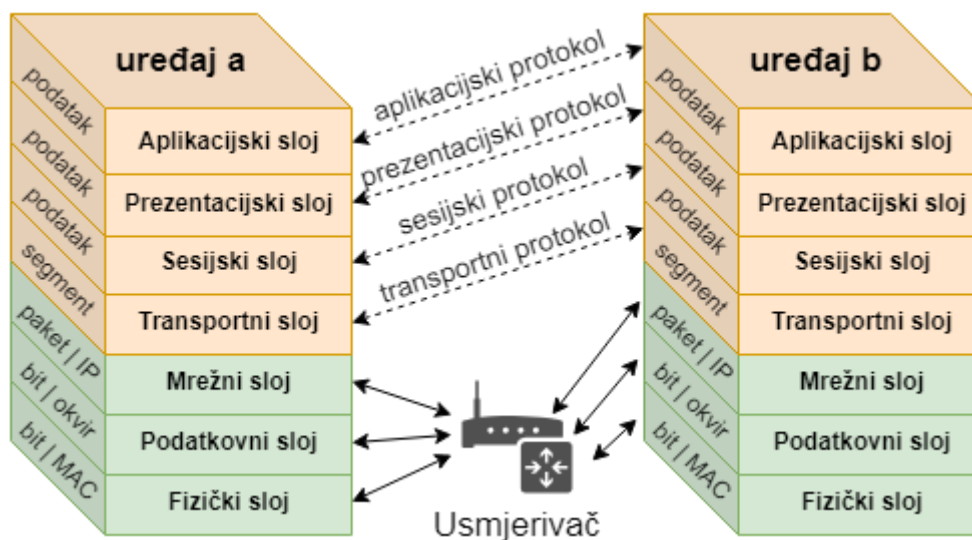 uređaj a
podatak
podatak
podatak
segment
paket | IP
bit | okvir
bit | MAC
Aplikacijski sloj
Prezentacijski sloj
Sesijski sloj
Transportni sloj
Mrežni sloj
Podatkovni sloj
Fizički sloj
aplikacijski protokol
prezentacijski protokol
sesijski protokol
transportni protokol
Usmjerivač
uređaj b
podatak
podatak
podatak
segment
paket | IP
bit | okvir
bit | MAC
Aplikacijski sloj
Prezentacijski sloj
Sesijski sloj
Transportni sloj
Mrežni sloj
Podatkovni sloj
Fizički sloj